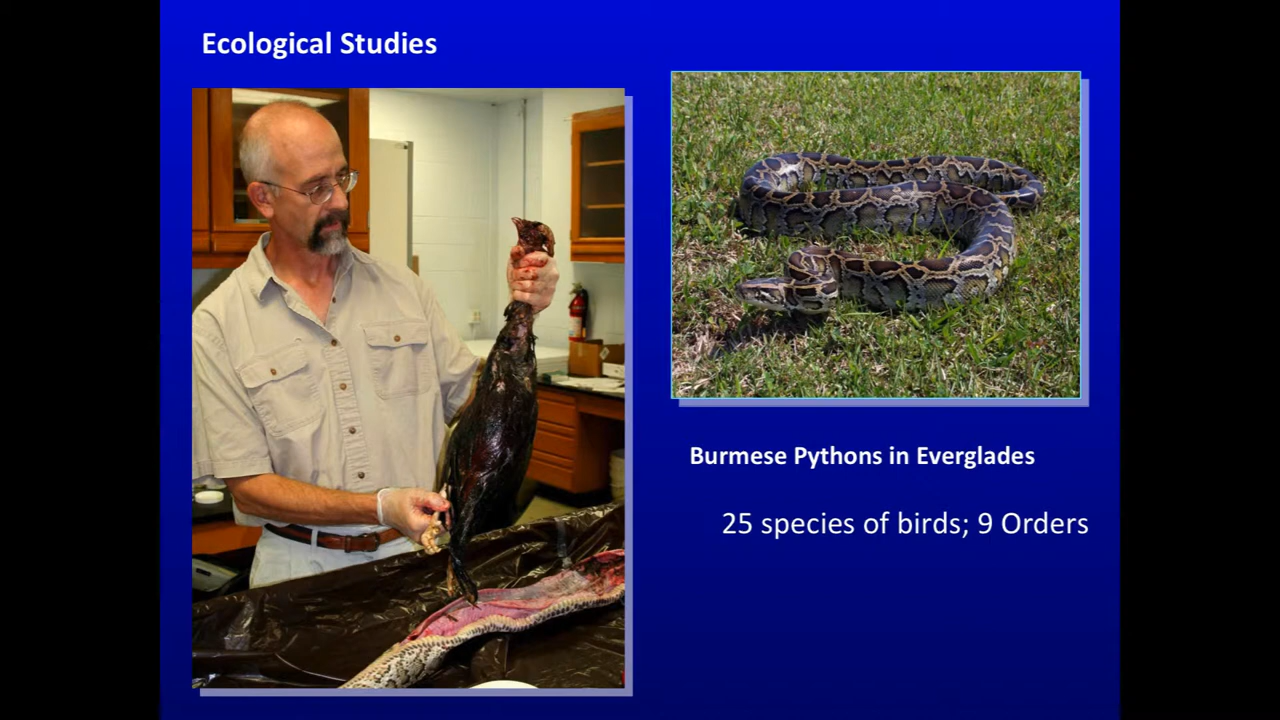 Ecological Studies
Burmese Pythons in Everglades
25 species of birds; 9 Orders